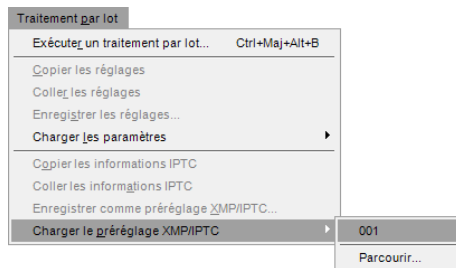 Traitement par lot
Exécuter un traitement par lot... Ctrl+Maj+Alt+B
Copier les réglages
Coller les réglages
Enregistrer les réglages...
Charger les paramètres
Copier les informations IPTC
Coller les informations IPTC
Enregistrer comme préréglage XMP/IPTC...
Charger le préréglage XMP/IPTC
001
Parcourir...